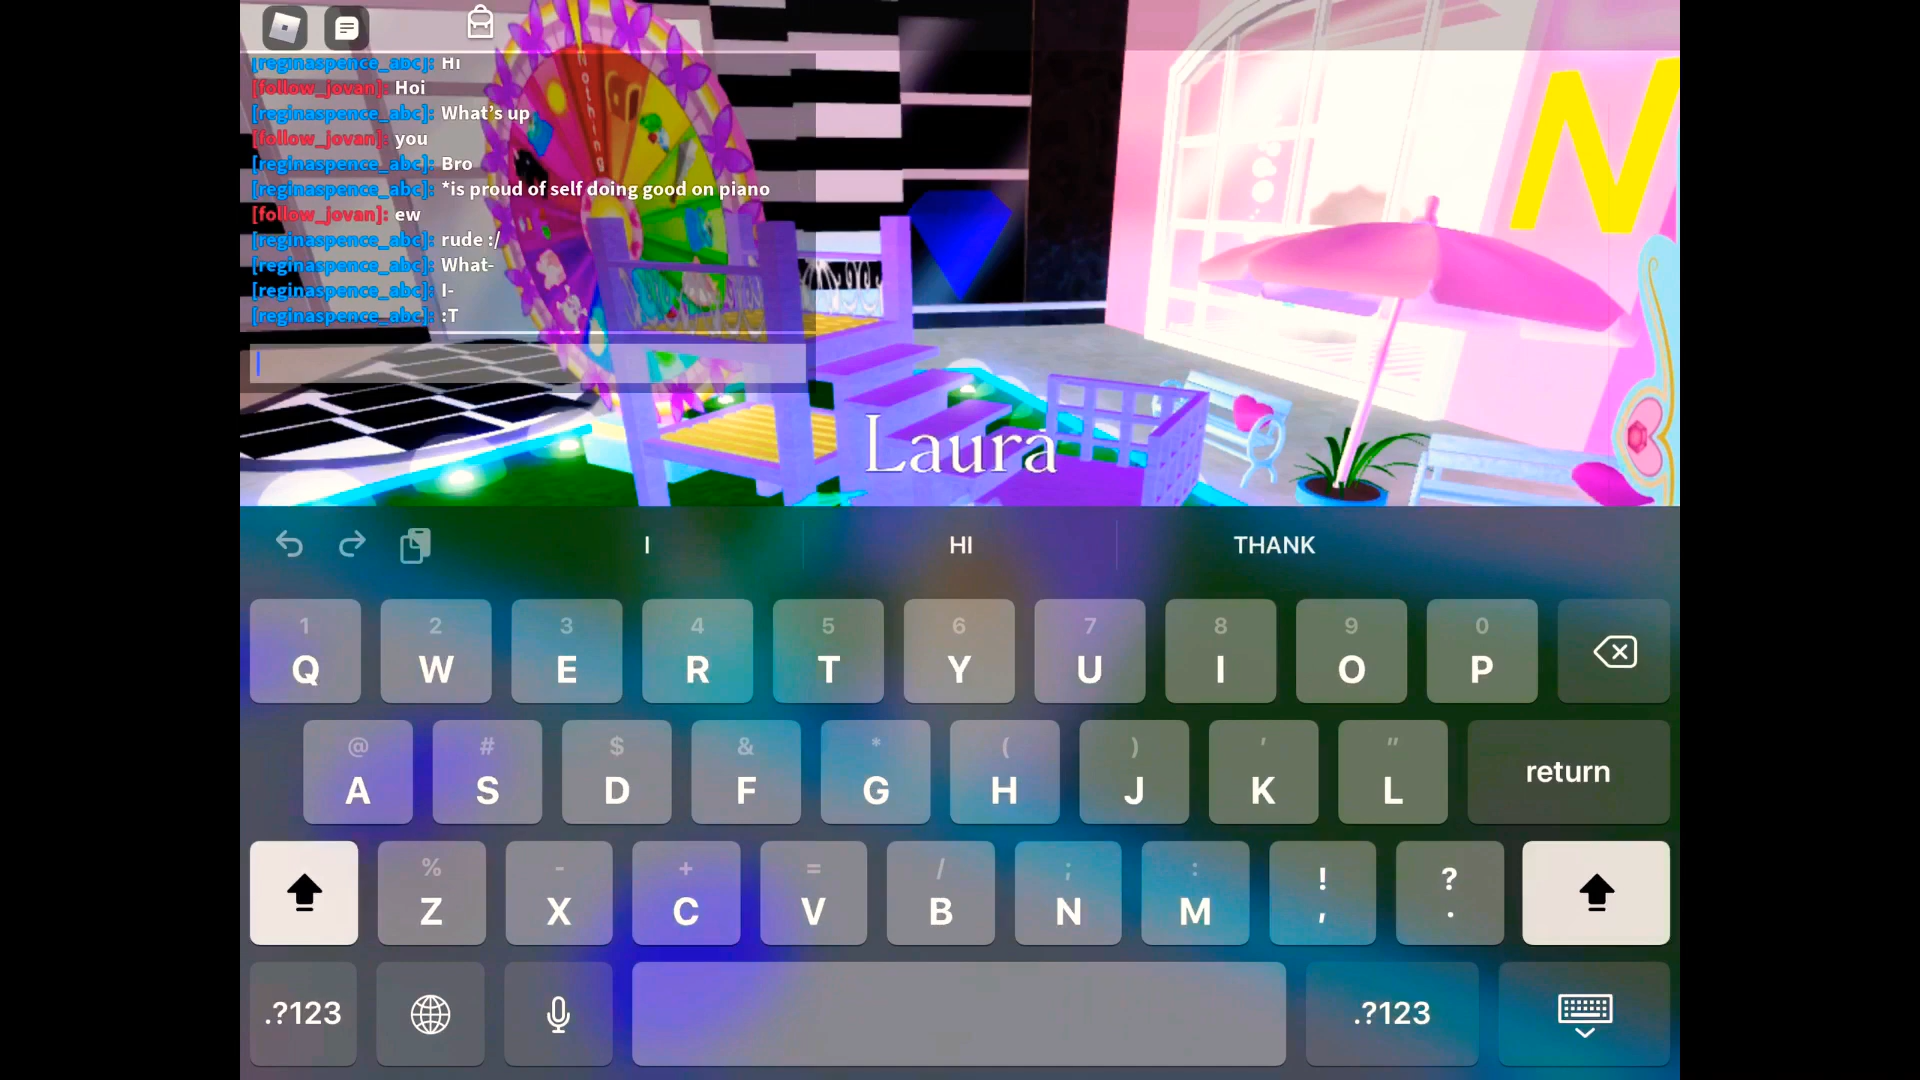 [reginaspence_abc]: Hi
[follow_jovan]: Hoi
[reginaspence_abc]: What's up
[follow_jovan]: you
[reginaspence_abc]: Bro
[reginaspence_abc]: *is proud of self doing good on piano
[follow_jovan]: ew
[reginaspence_abc]: rude :/
[reginaspence_abc]: What-
[reginaspence_abc]: I-
[reginaspence_abc]: :T
Nothing
N
Laura
I HI THANK
1 2 3 4 5 6 7 8 9 0
Q W E R T Y U I O P
@ # $ & * ( ) ' "
A S D F G H J K L return
% - + = / ; : ! ?
Z X C V B N M , .
.?123 .?123